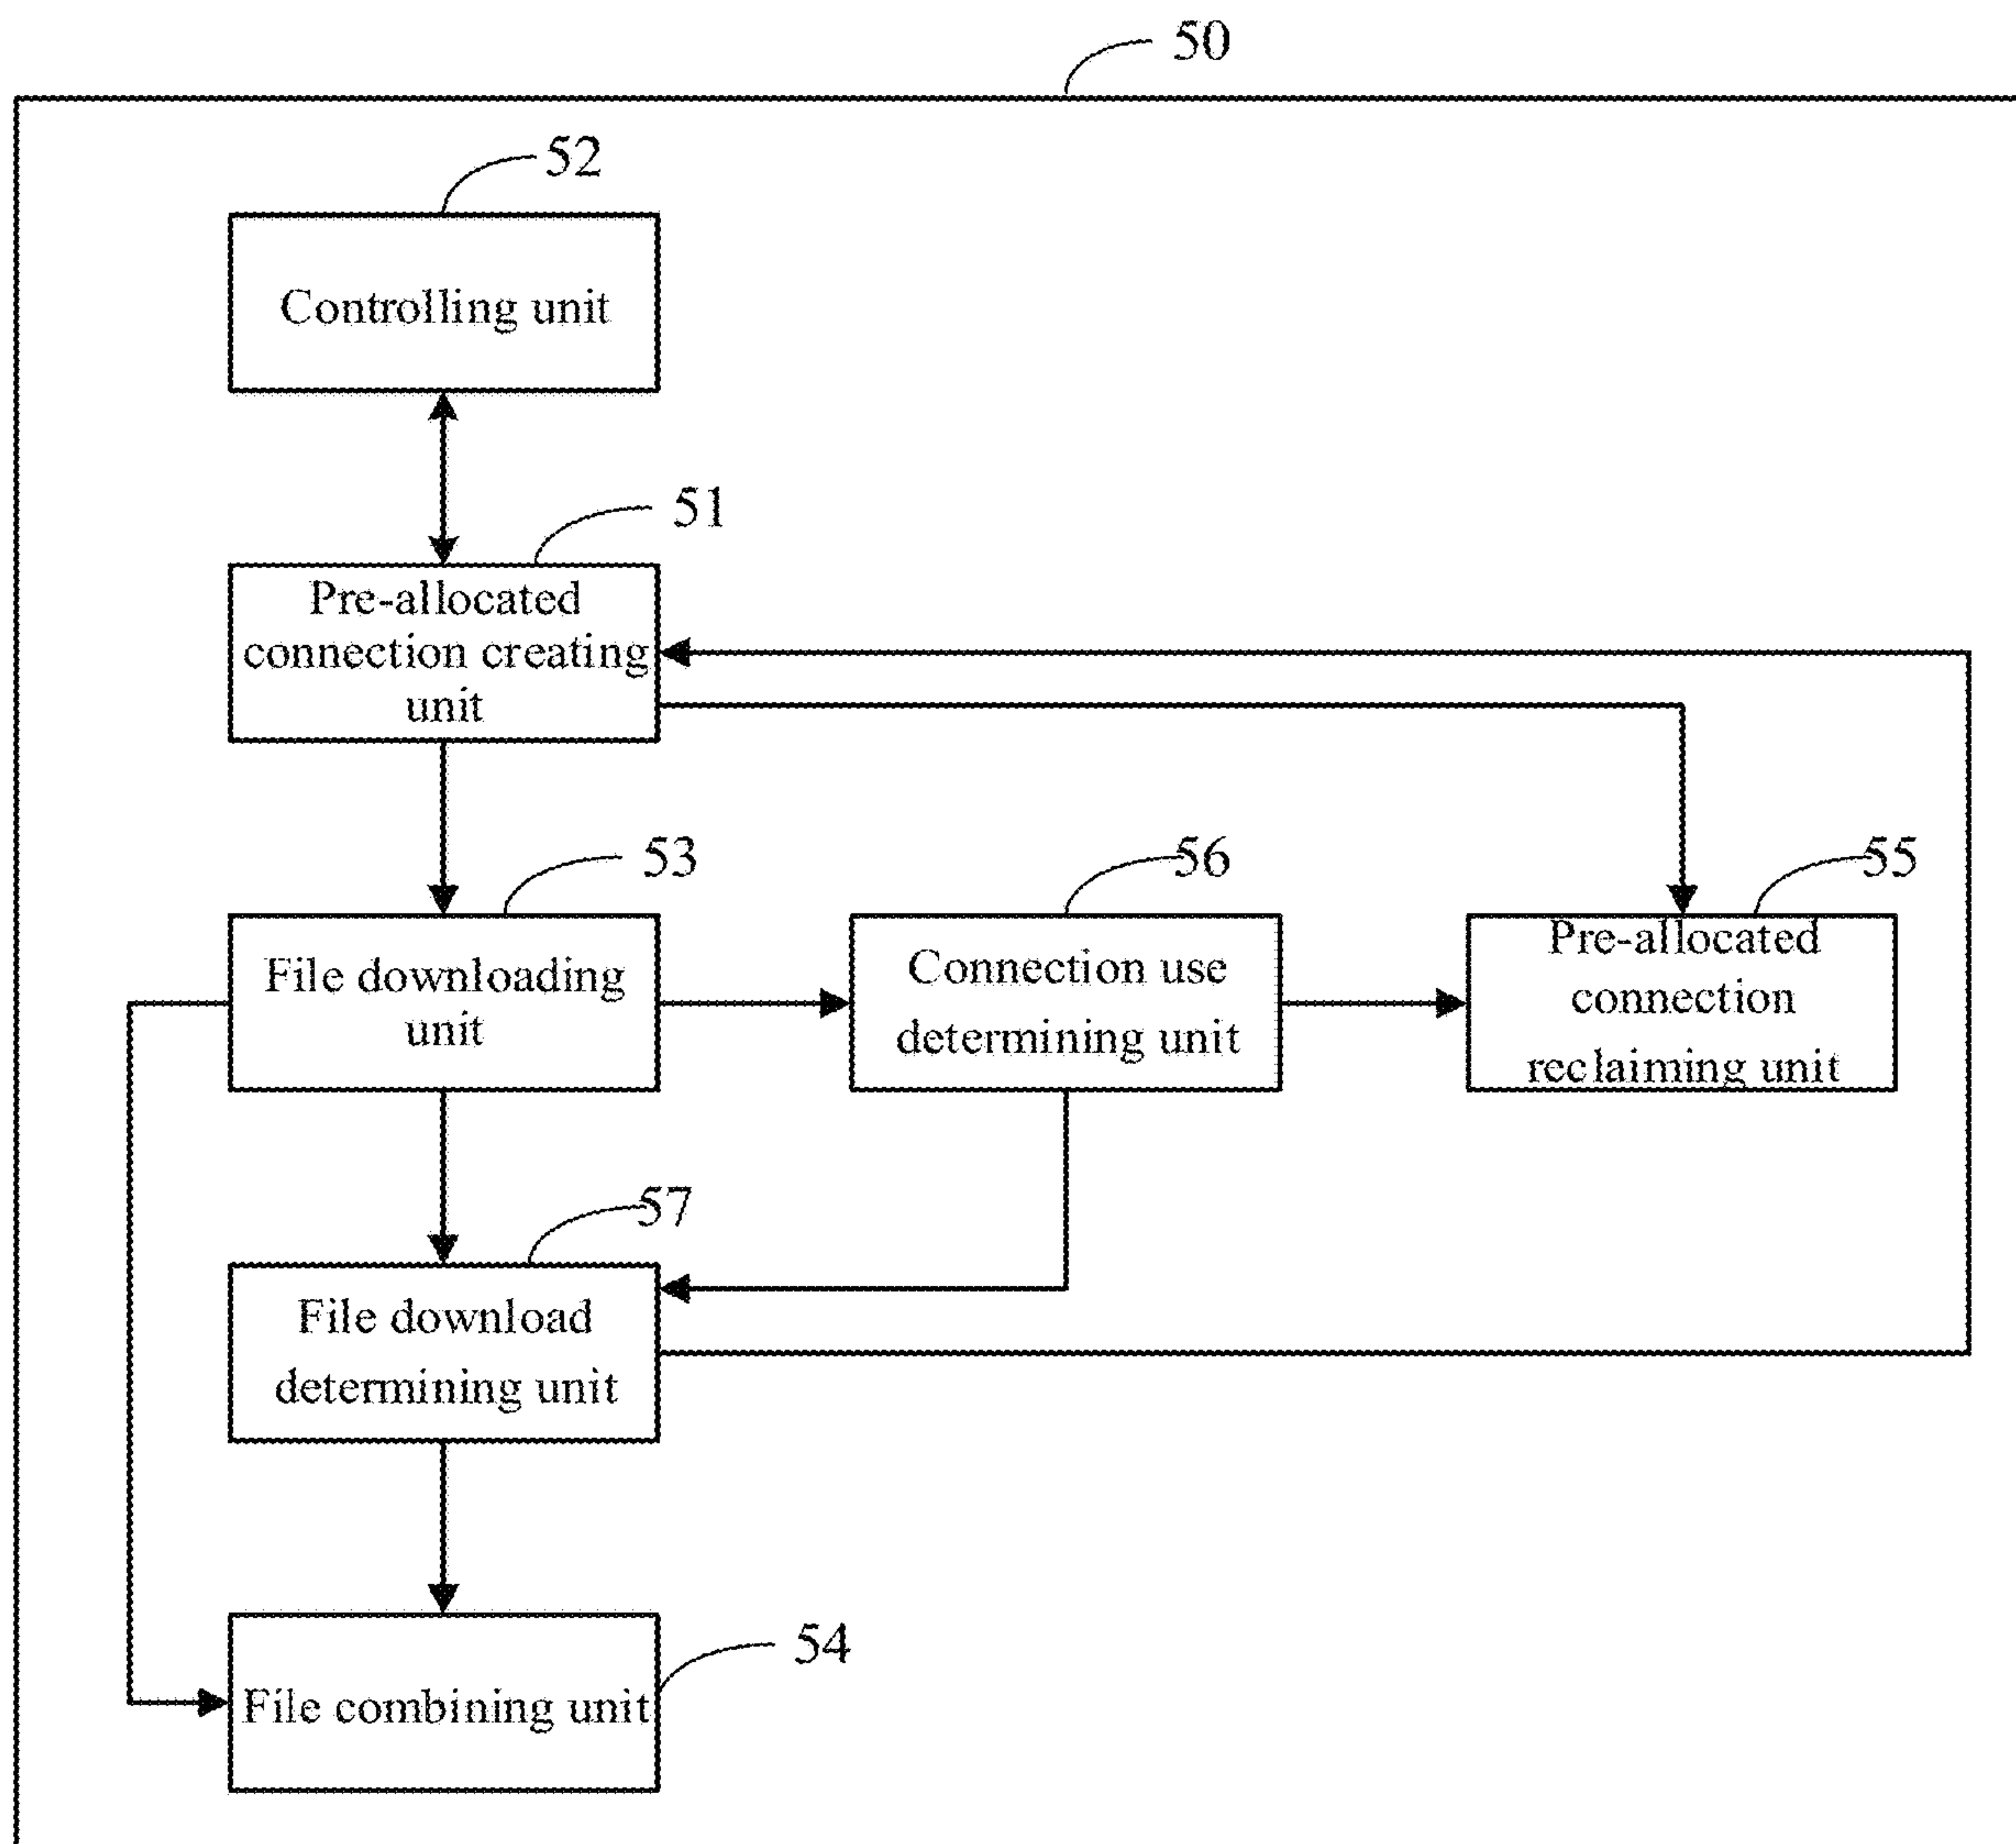 50
52
Controlling unit
51
Pre-allocated
connection creating
unit
53
File downloading
unit
56
Connection use
determining unit
55
Pre-allocated
connection
reclaiming unit
57
File download
determining unit
54
File combining unit